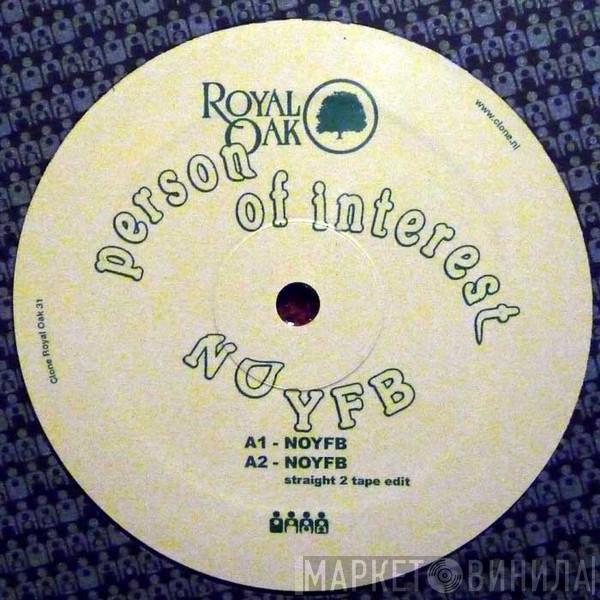 ROYAL
OAK
www.clone.nl
person
of interest
Clone Royal Oak 31
NOYFB
A1 - NOYFB
A2 - NOYFB
straight 2 tape edit
МАРКЕТ ВИНИЛА